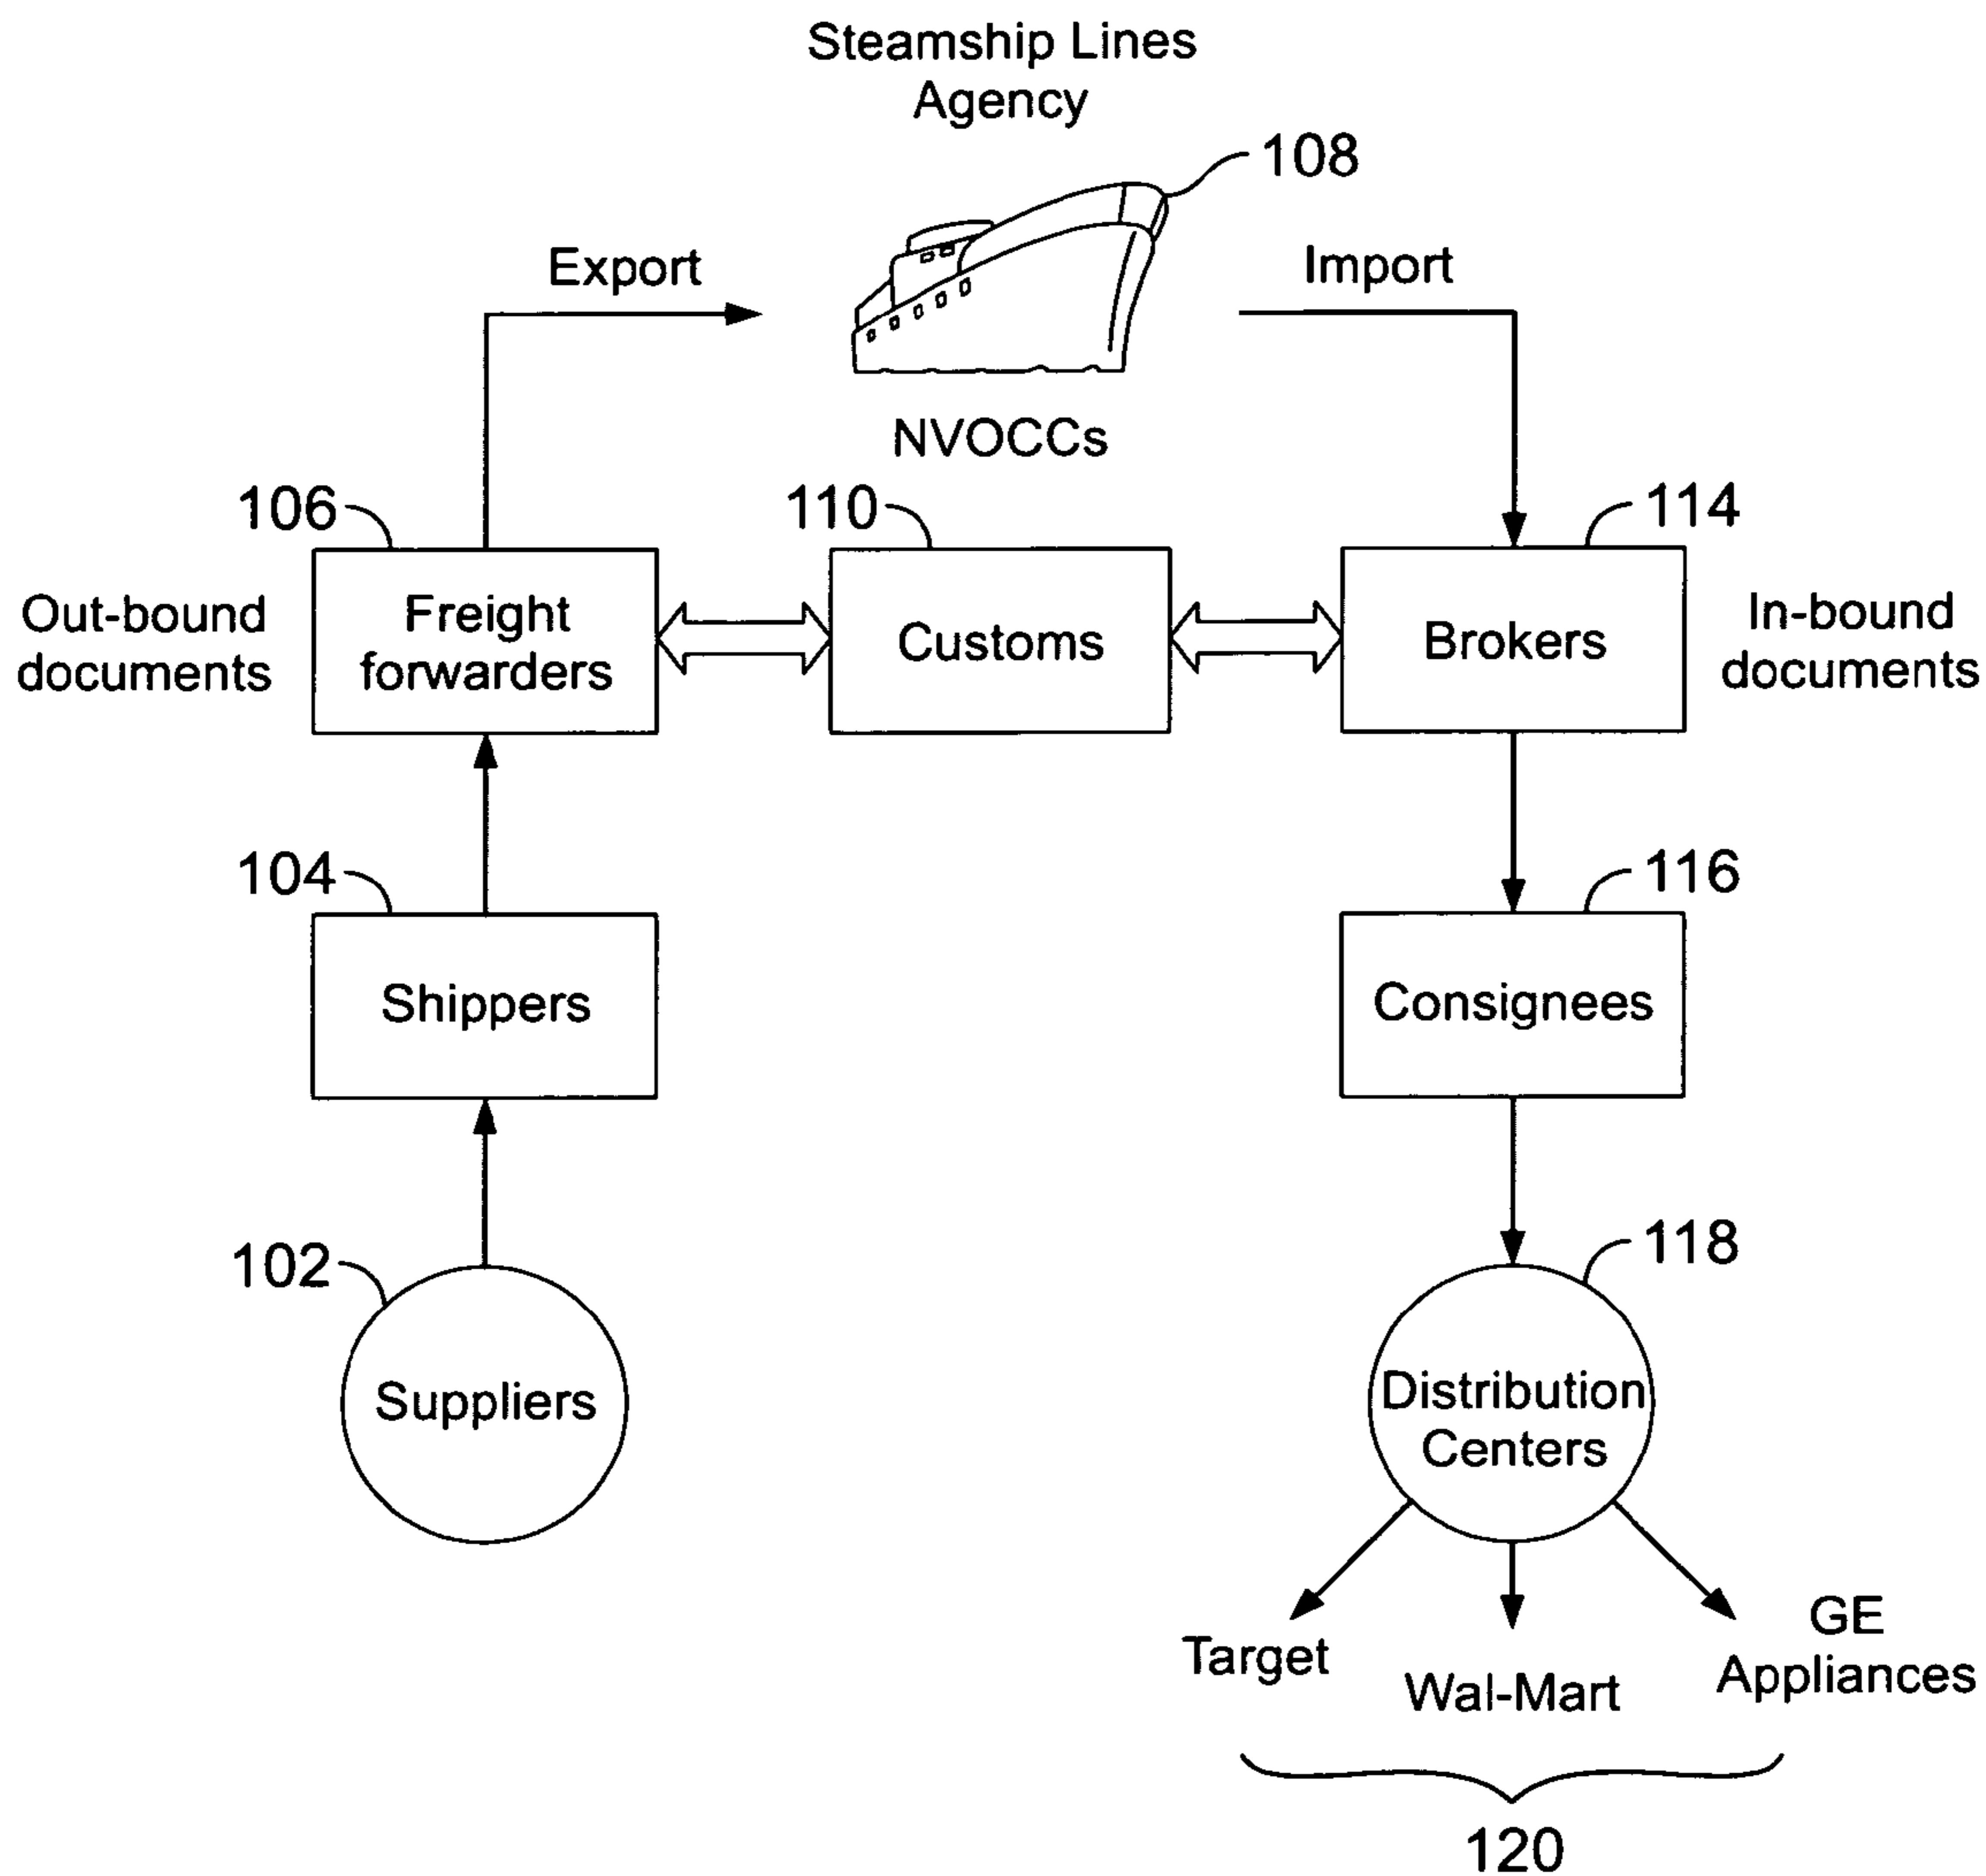 Steamship Lines
Agency
108
Export
Import
NVOCCs
106
110
114
Out-bound
documents
Freight
forwarders
Customs
Brokers
In-bound
documents
104
116
Shippers
Consignees
102
118
Suppliers
Distribution
Centers
Target
Wal-Mart
GE
Appliances
120